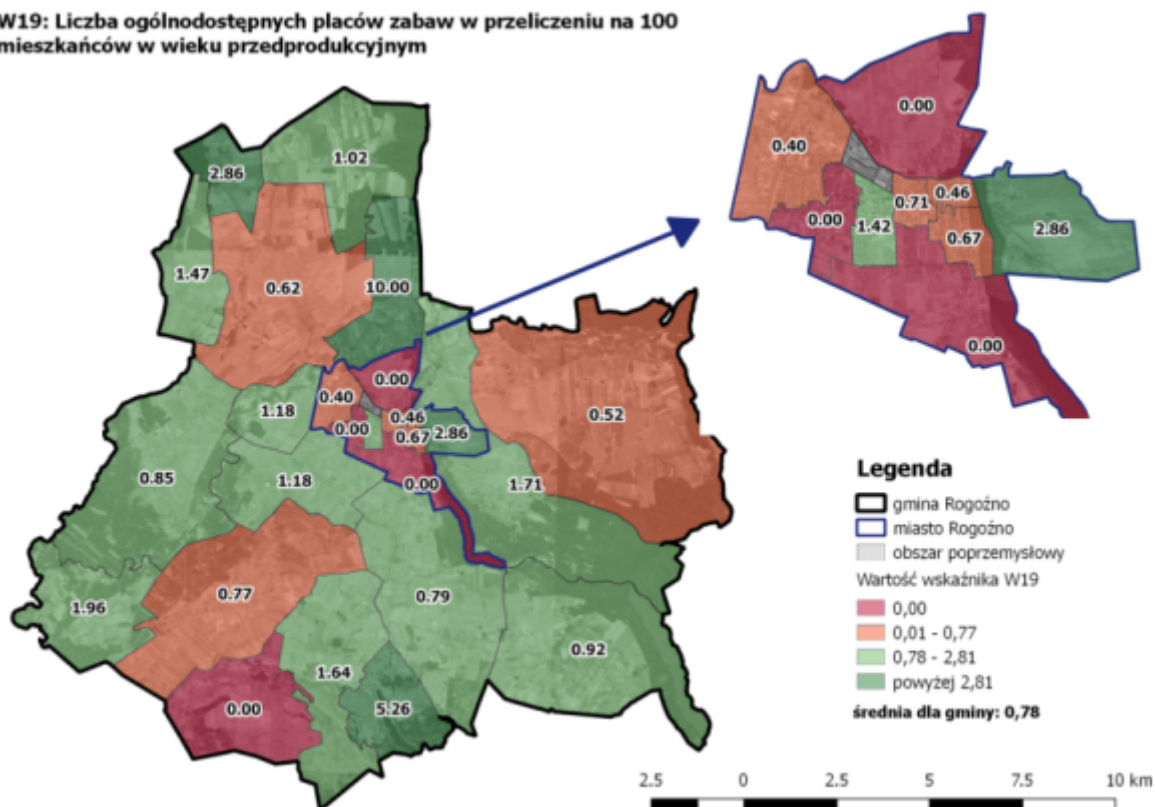 W19: Liczba ogólnodostępnych placów zabaw w przeliczeniu na 100
mieszkańców w wieku przedprodukcyjnym
0.00
0.40
0.46
0.71
0.00
1.42
0.67
2.86
0.00
1.02
2.86
1.47
0.62
10.00
0.00
0.40
1.18
0.46
0.00
0.67
2.86
0.52
0.85
1.18
0.00
1.71
0.77
0.79
1.96
0.92
1.64
0.00
5.26
Legenda
gmina Rogoźno
miasto Rogoźno
obszar poprzemysłowy
Wartość wskaźnika W19
0,00
0,01 - 0,77
0,78 - 2,81
powyżej 2,81
średnia dla gminy: 0,78
2.5 0 2.5 5 7.5 10 km